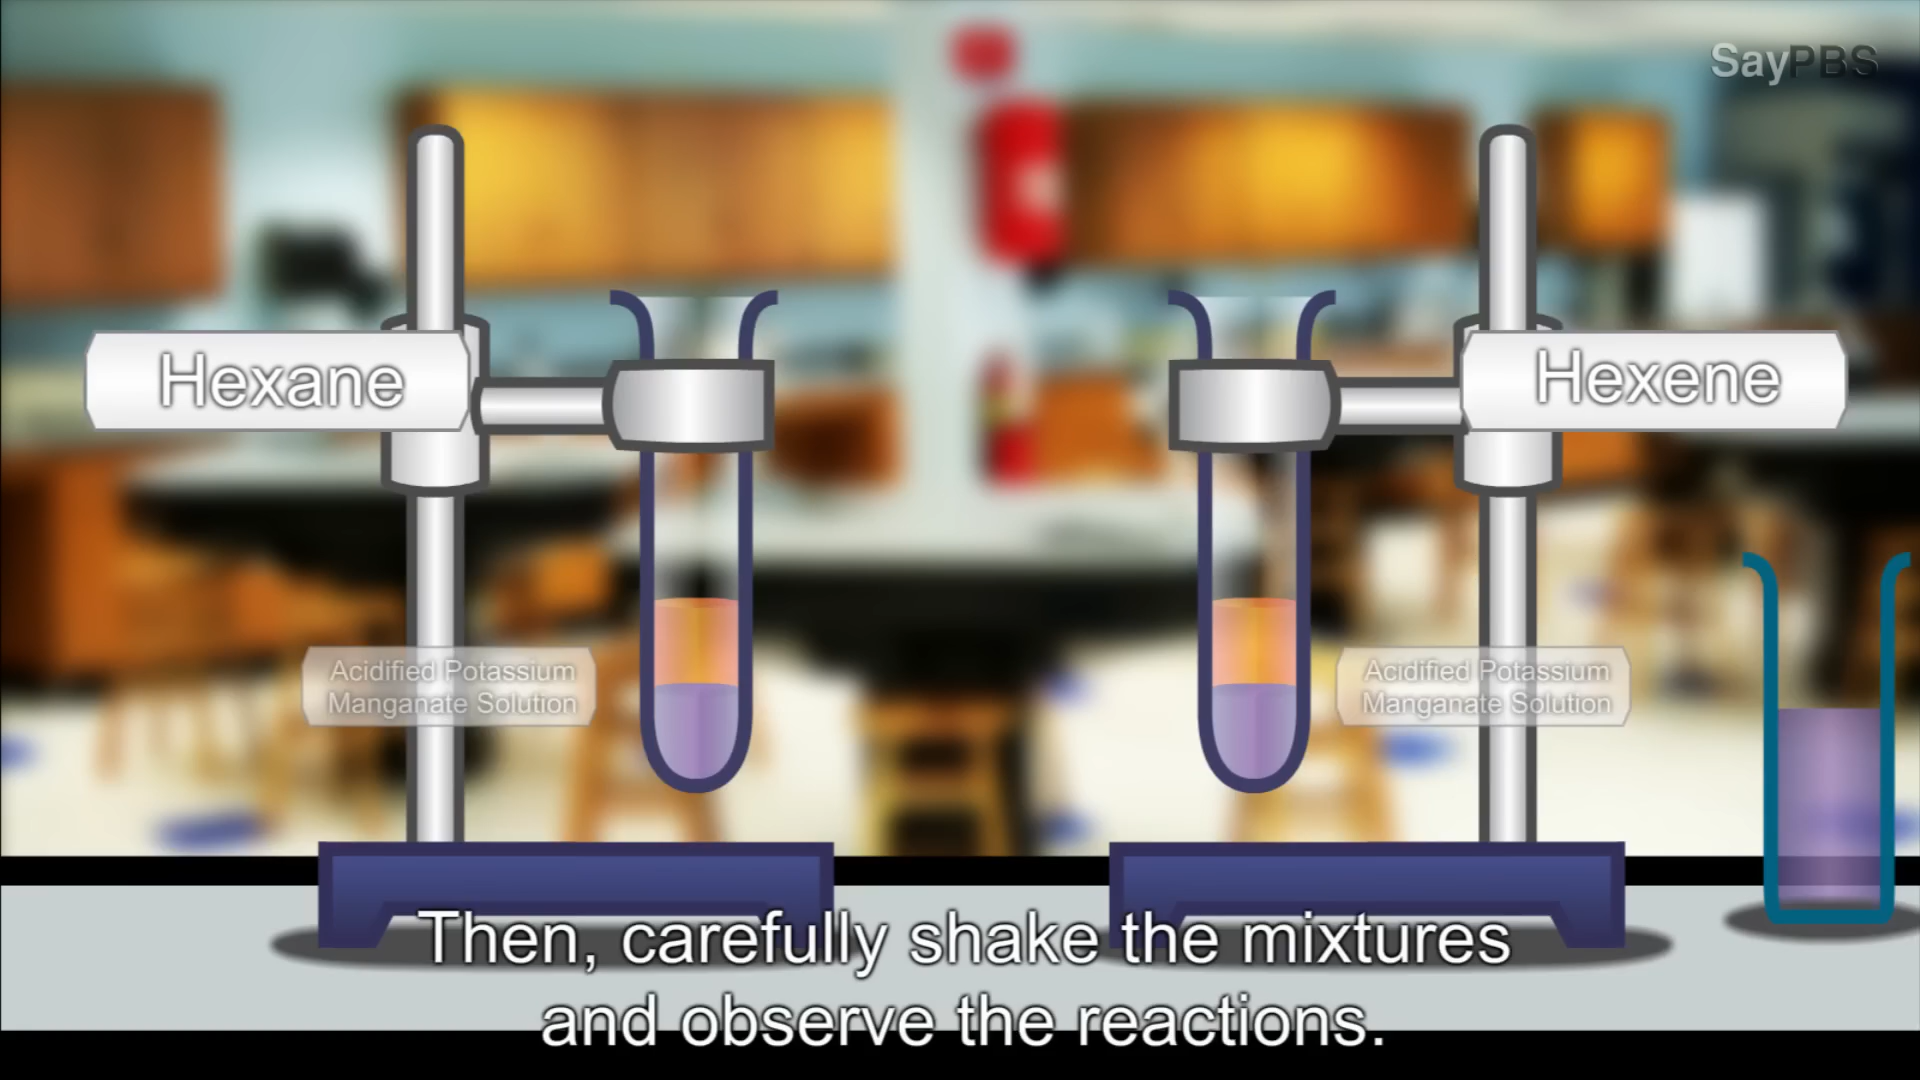 SayPBS
Hexane
Hexene
Acidified Potassium
Manganate Solution
Acidified Potassium
Manganate Solution
Then, carefully shake the mixtures
and observe the reactions.